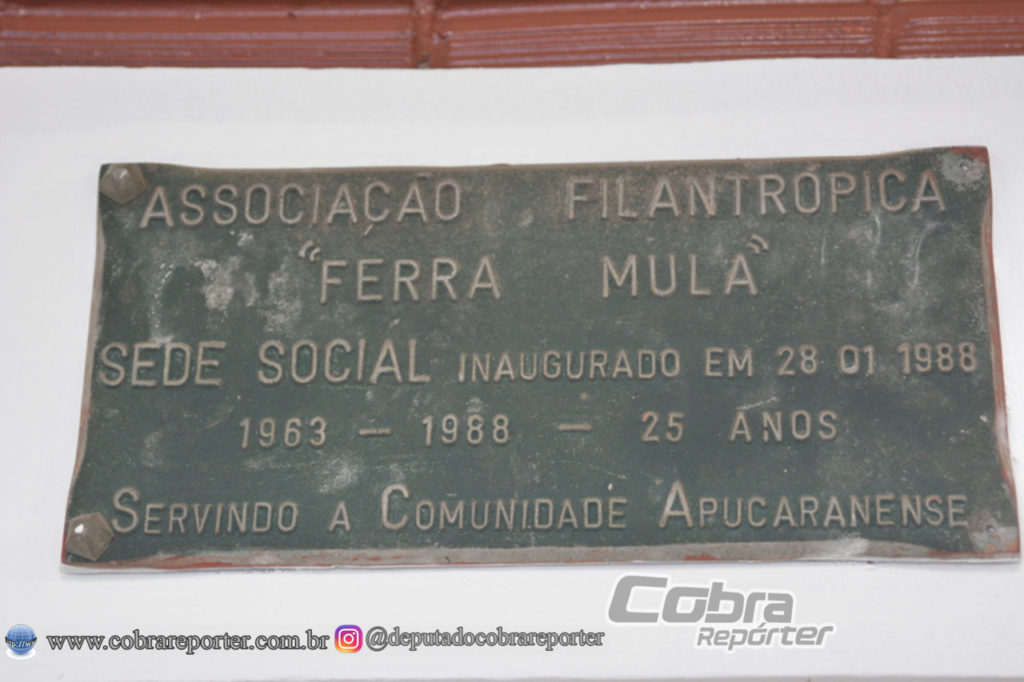 ASSOCIAÇÃO FILANTRÓPICA
"FERRA MULA"
SEDE SOCIAL INAUGURADO EM 28 01 1988
1963 — 1988 — 25 ANOS
SERVINDO A COMUNIDADE APUCARANENSE
Cobra
Repórter
www.cobrareporter.com.br @deputadocobrareporter